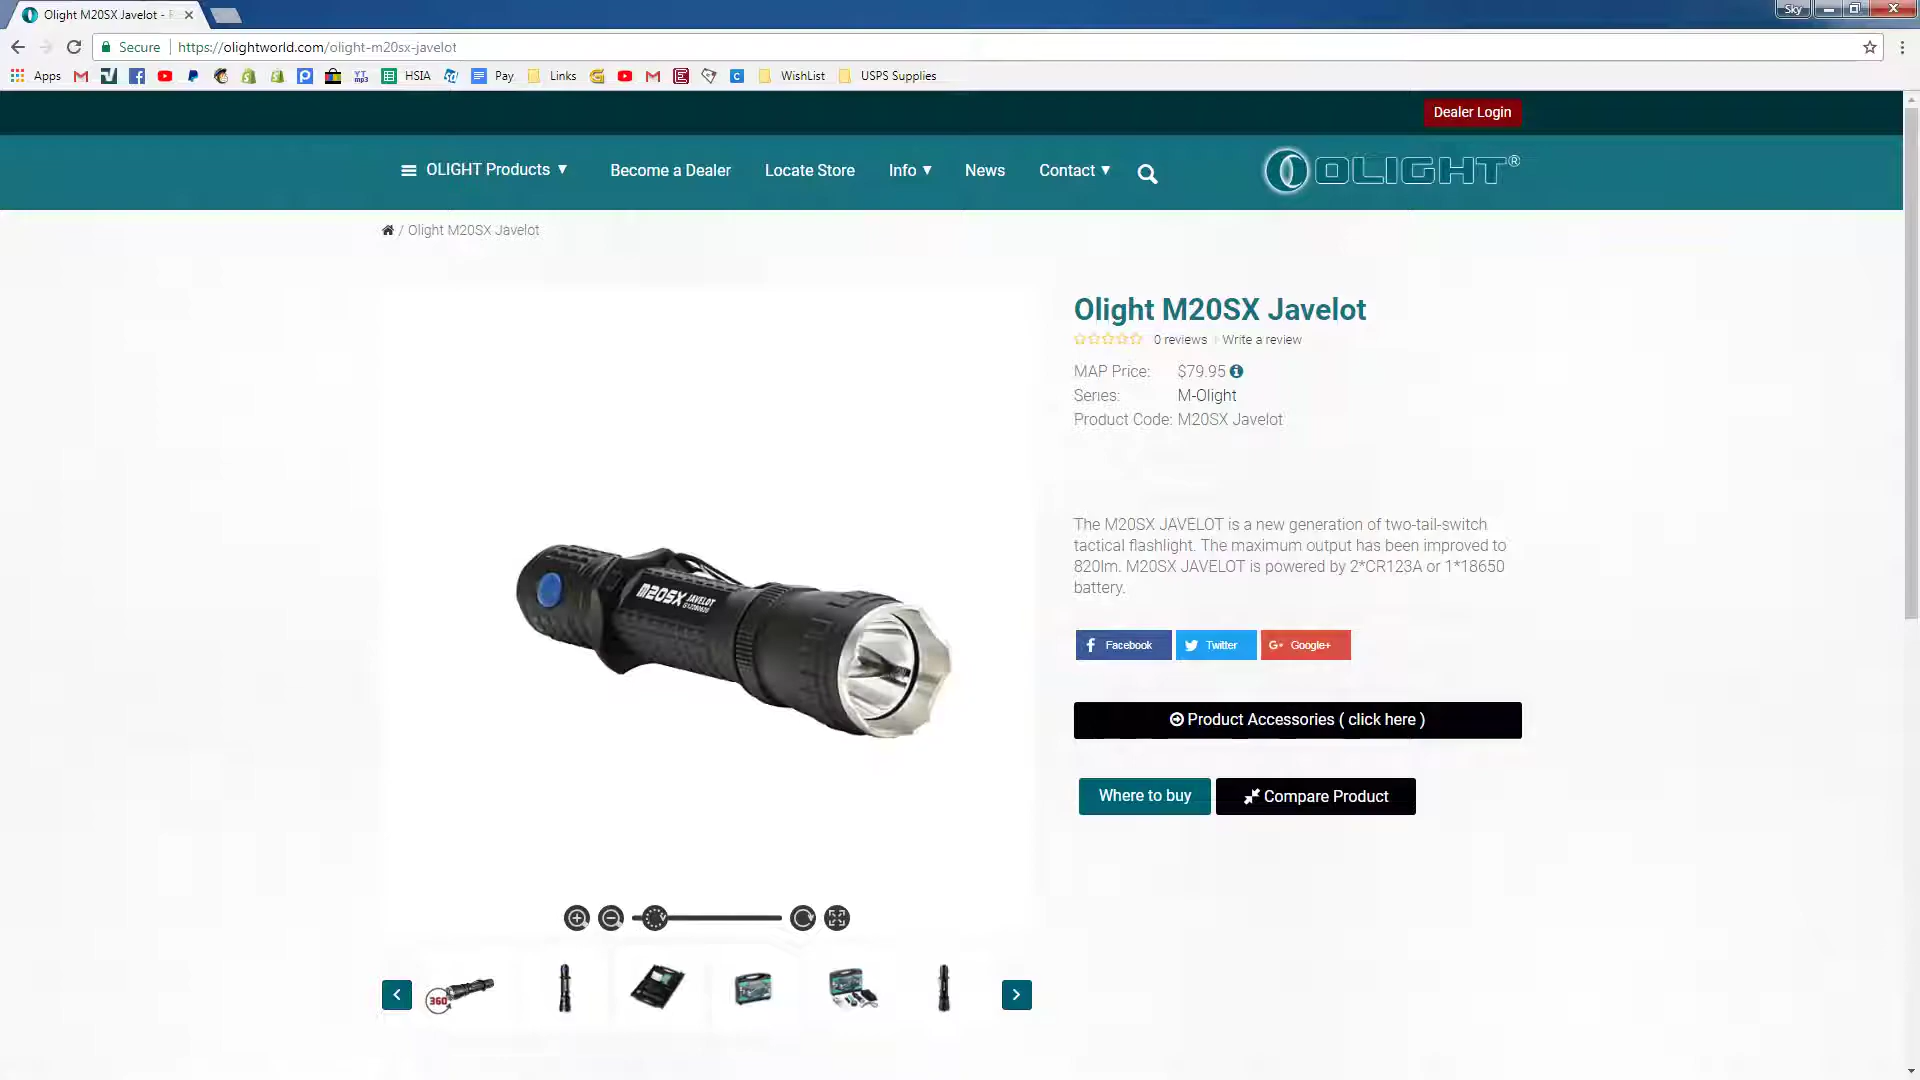 Olight M20SX Javelot -
Sky
Secure
https://olightworld.com/olight-m20sx-javelot
Apps
YT mp3
HSIA
Pay
Links
WishList
USPS Supplies
Dealer Login
OLIGHT Products ▼
Become a Dealer
Locate Store
Info ▼
News
Contact ▼
OLIGHT®
/ Olight M20SX Javelot
Olight M20SX Javelot
0 reviews
Write a review
MAP Price: $79.95
Series: M-Olight
Product Code: M20SX Javelot
The M20SX JAVELOT is a new generation of two-tail-switch
tactical flashlight. The maximum output has been improved to
820lm. M20SX JAVELOT is powered by 2*CR123A or 1*18650
battery.
M20SX JAVELOT
Facebook
Twitter
G+ Google+
Product Accessories ( click here )
Where to buy
Compare Product
360°